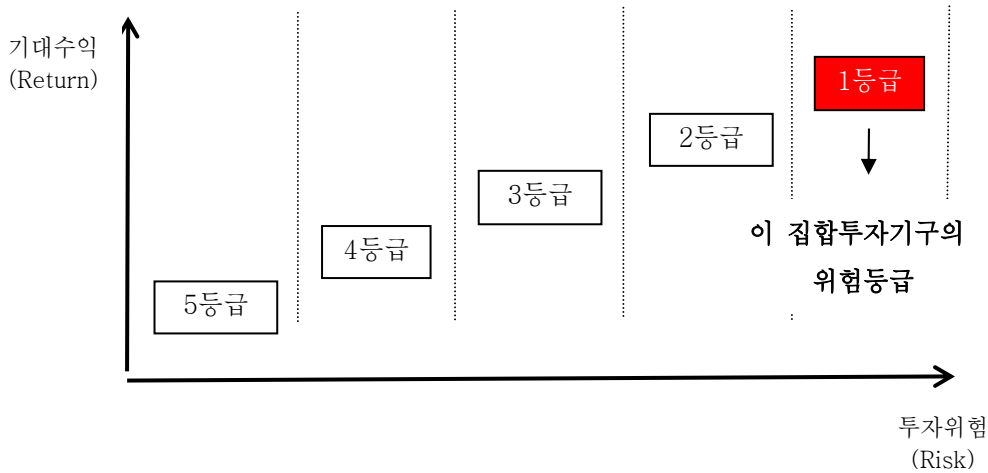 기대수익
(Return)
1등급
2등급
3등급
이 집합투자기구의
4등급
위험등급
5등급
투자위험
(Risk)